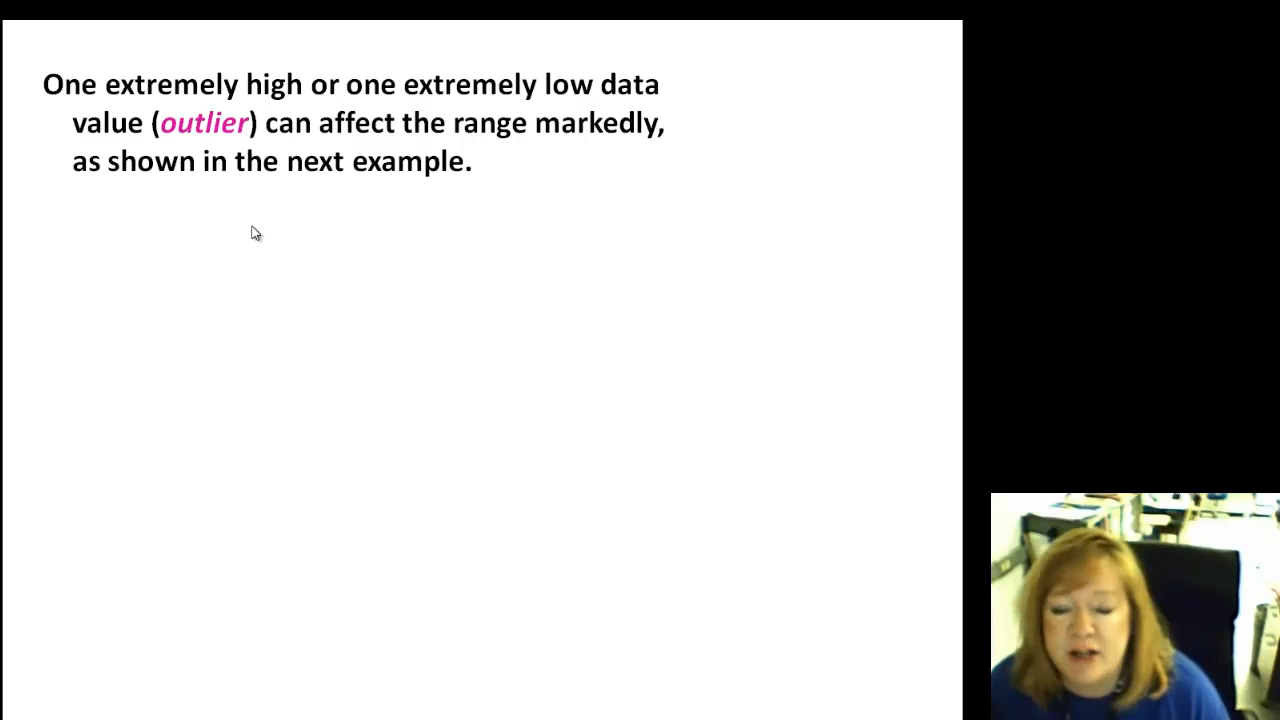 One extremely high or one extremely low data
value (outlier) can affect the range markedly,
as shown in the next example.